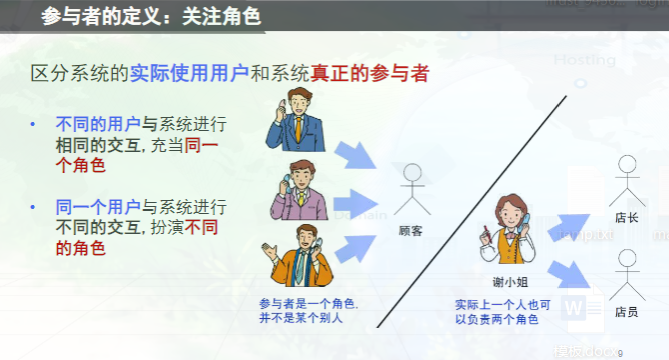 参与者的定义：关注角色
区分系统的实际使用用户和系统真正的参与者
• 不同的用户与系统进行
相同的交互, 充当同一
个角色
• 同一个用户与系统进行
不同的交互, 扮演不同
的角色
顾客
参与者是一个角色,
并不是某个别人
谢小姐
实际上一个人也可
以负责两个角色
店长
店员
Hosting
Domain
模板.docx
9